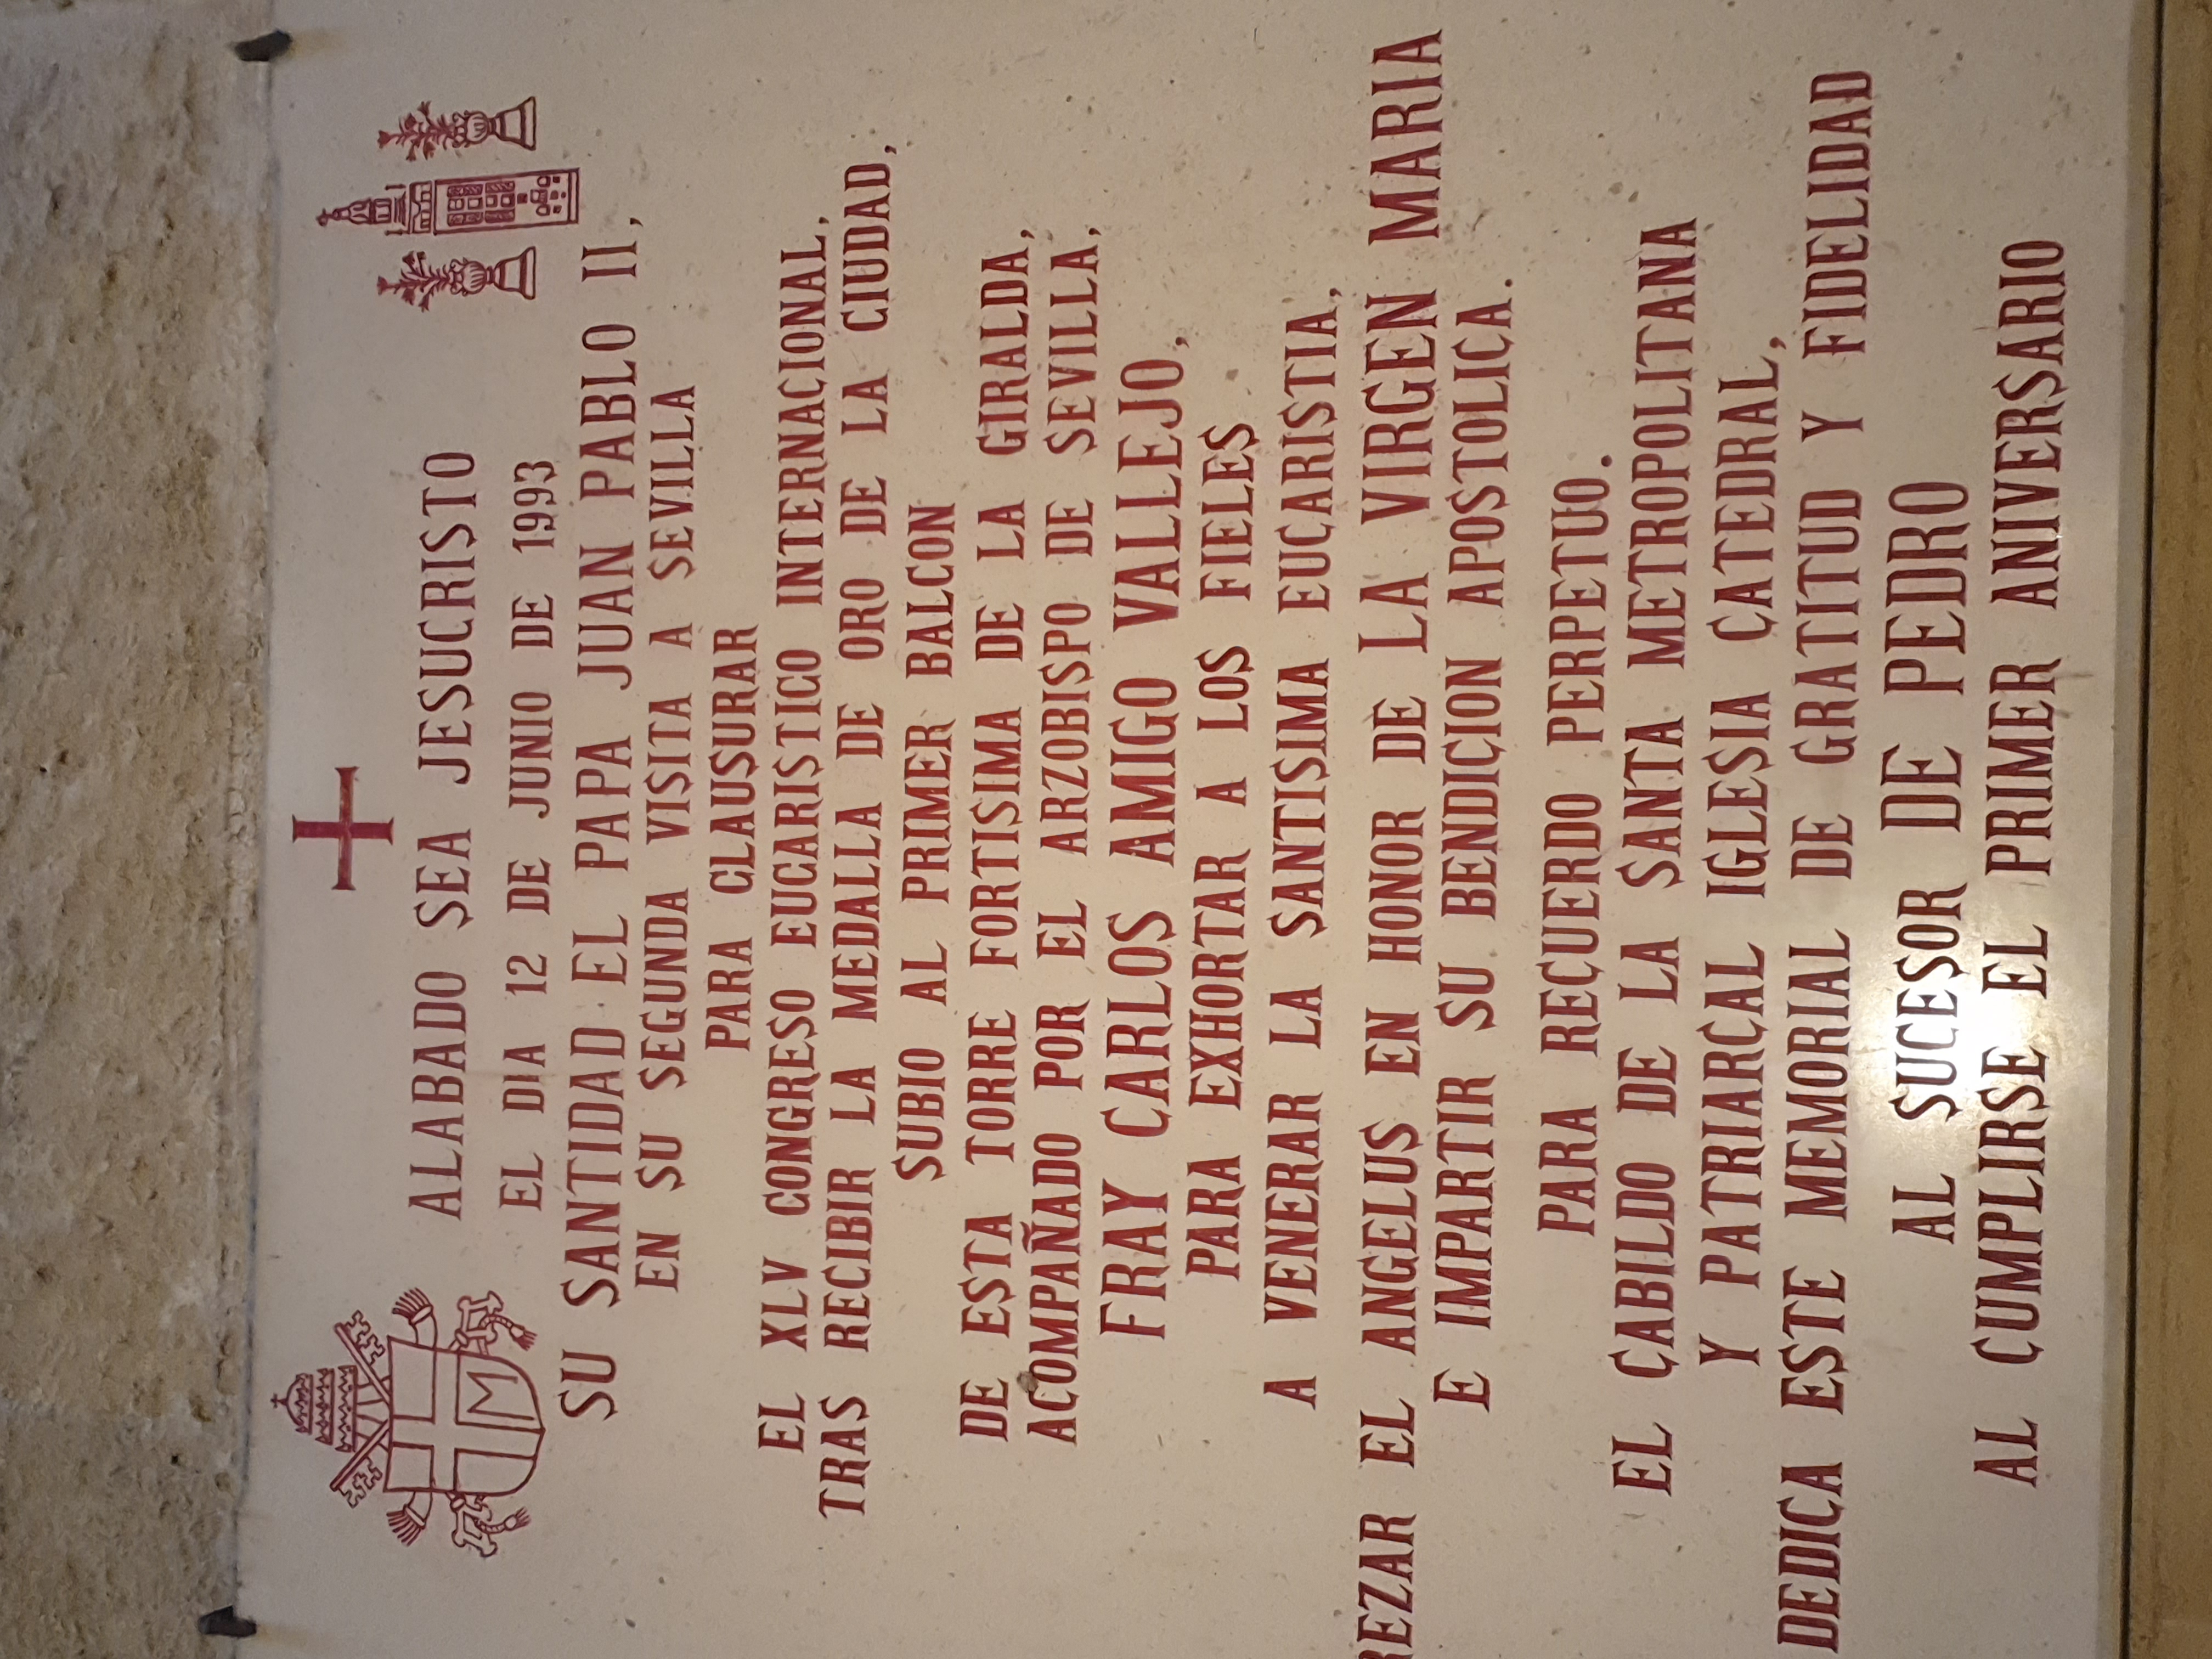 M
ALABADO SEA JESUCRISTO
EL DIA 12 DE JUNIO DE 1993
SU SANTIDAD EL PAPA JUAN PABLO II,
EN SU SEGUNDA VISITA A SEVILLA
PARA CLAUSURAR
EL XLV CONGRESO EUCARISTICO INTERNACIONAL,
TRAS RECIBIR LA MEDALLA DE ORO DE LA CIUDAD,
SUBIO AL PRIMER BALCON
DE ESTA TORRE FORTISIMA DE LA GIRALDA,
ACOMPAÑADO POR EL ARZOBISPO DE SEVILLA,
FRAY CARLOS AMIGO VALLEJO,
PARA EXHORTAR A LOS FIELES
A VENERAR LA SANTISIMA EUCARISTIA,
REZAR EL ANGELUS EN HONOR DE LA VIRGEN MARIA
E IMPARTIR SU BENDICION APOSTOLICA.
PARA RECUERDO PERPETUO.
EL CABILDO DE LA SANTA METROPOLITANA
Y PATRIARCAL IGLESIA CATEDRAL,
DEDICA ESTE MEMORIAL DE GRATITUD Y FIDELIDAD
AL SUCESOR DE PEDRO
AL CUMPLIRSE EL PRIMER ANIVERSARIO